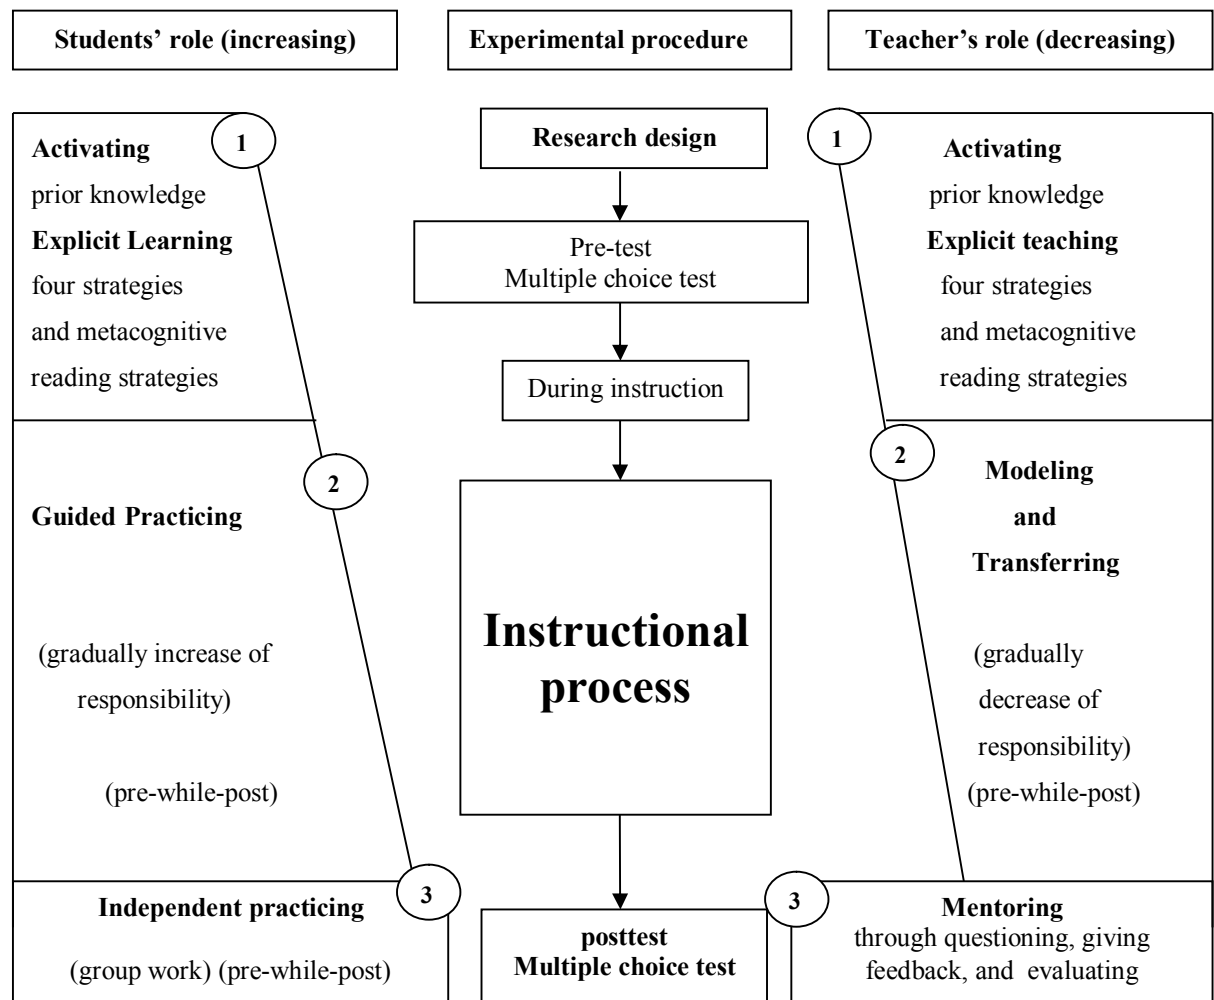 Students’ role (increasing)
Experimental procedure
Teacher’s role (decreasing)
1
Activating
prior knowledge
Explicit Learning
four strategies
and metacognitive
reading strategies
2
Guided Practicing
(gradually increase of
responsibility)
(pre-while-post)
3
Independent practicing
(group work) (pre-while-post)
Research design
Pre-test
Multiple choice test
During instruction
Instructional
process
posttest
Multiple choice test
1
Activating
prior knowledge
Explicit teaching
four strategies
and metacognitive
reading strategies
2
Modeling
and
Transferring
(gradually
decrease of
responsibility)
(pre-while-post)
3
Mentoring
through questioning, giving
feedback, and evaluating